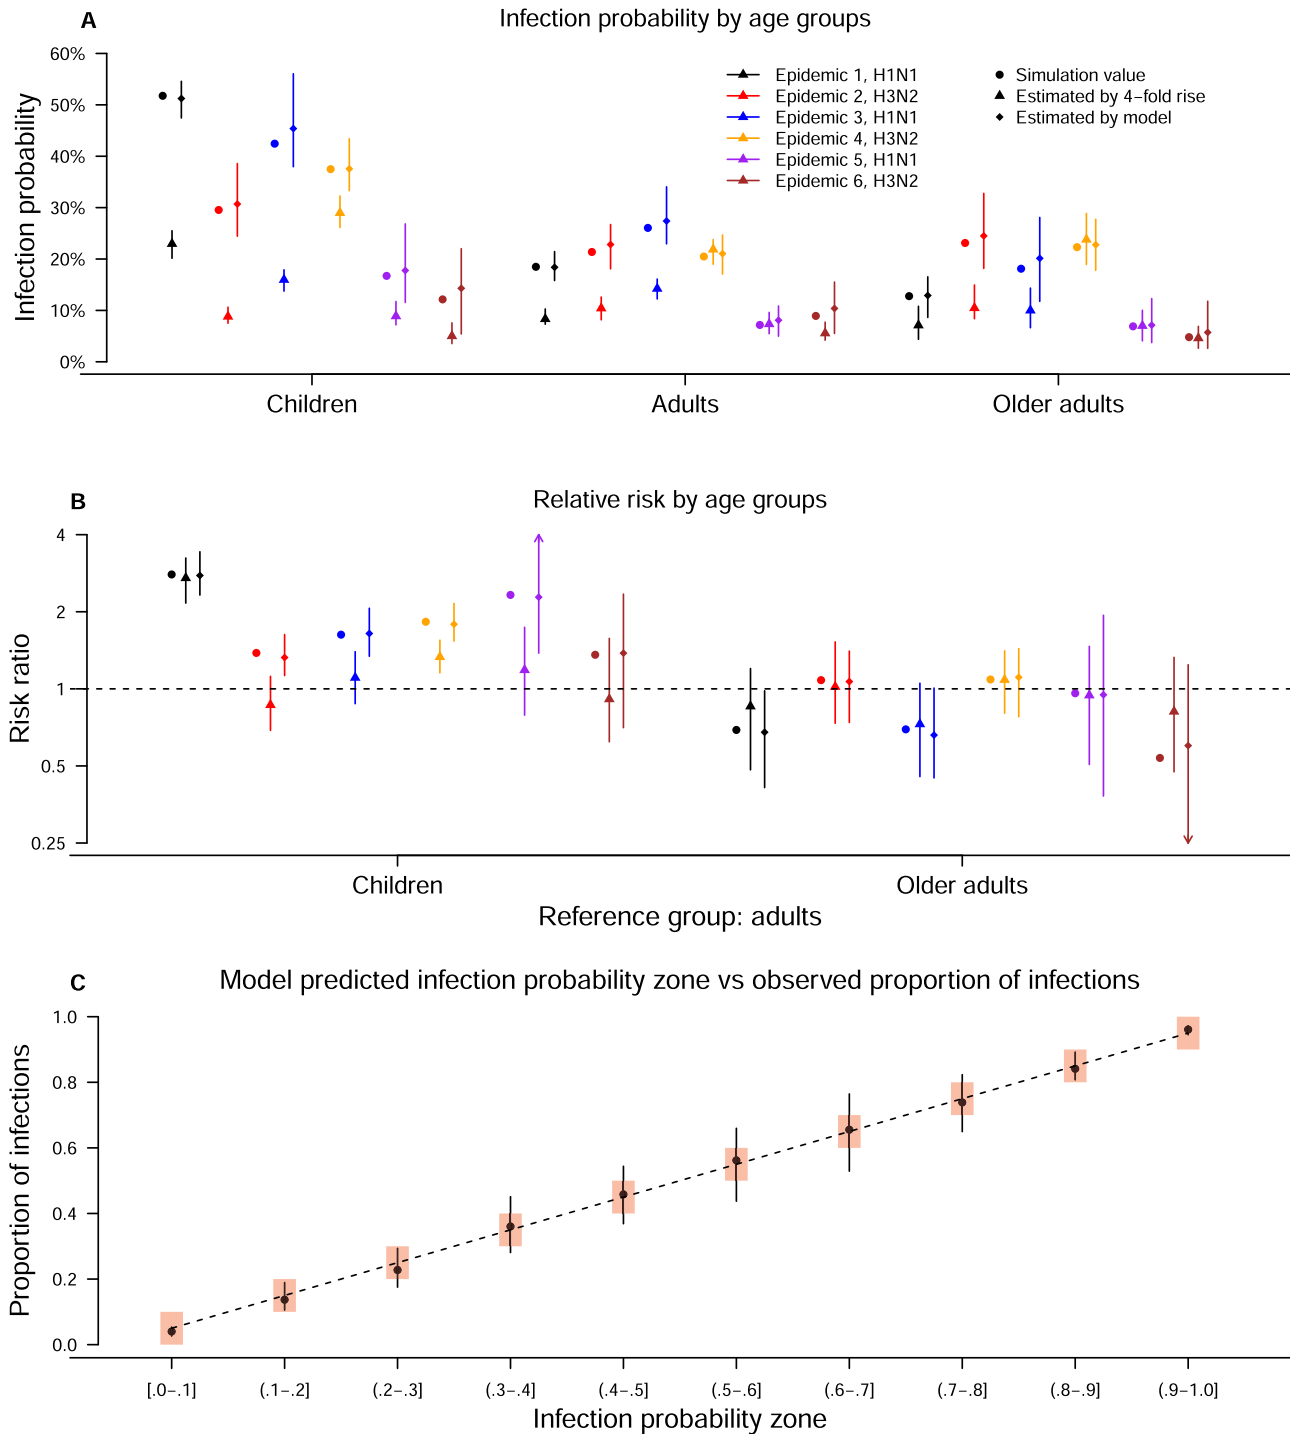 A
Infection probability by age groups
Infection probability
60%
50%
40%
30%
20%
10%
0%
Epidemic 1, H1N1
Epidemic 2, H3N2
Epidemic 3, H1N1
Epidemic 4, H3N2
Epidemic 5, H1N1
Epidemic 6, H3N2
Simulation value
Estimated by 4−fold rise
Estimated by model
Children
Adults
Older adults
B
Relative risk by age groups
Risk ratio
4
2
1
0.5
0.25
Children
Older adults
Reference group: adults
C
Model predicted infection probability zone vs observed proportion of infections
Proportion of infections
1.0
0.8
0.6
0.4
0.2
0.0
[.0−.1]
(.1−.2]
(.2−.3]
(.3−.4]
(.4−.5]
(.5−.6]
(.6−.7]
(.7−.8]
(.8−.9]
(.9−1.0]
Infection probability zone